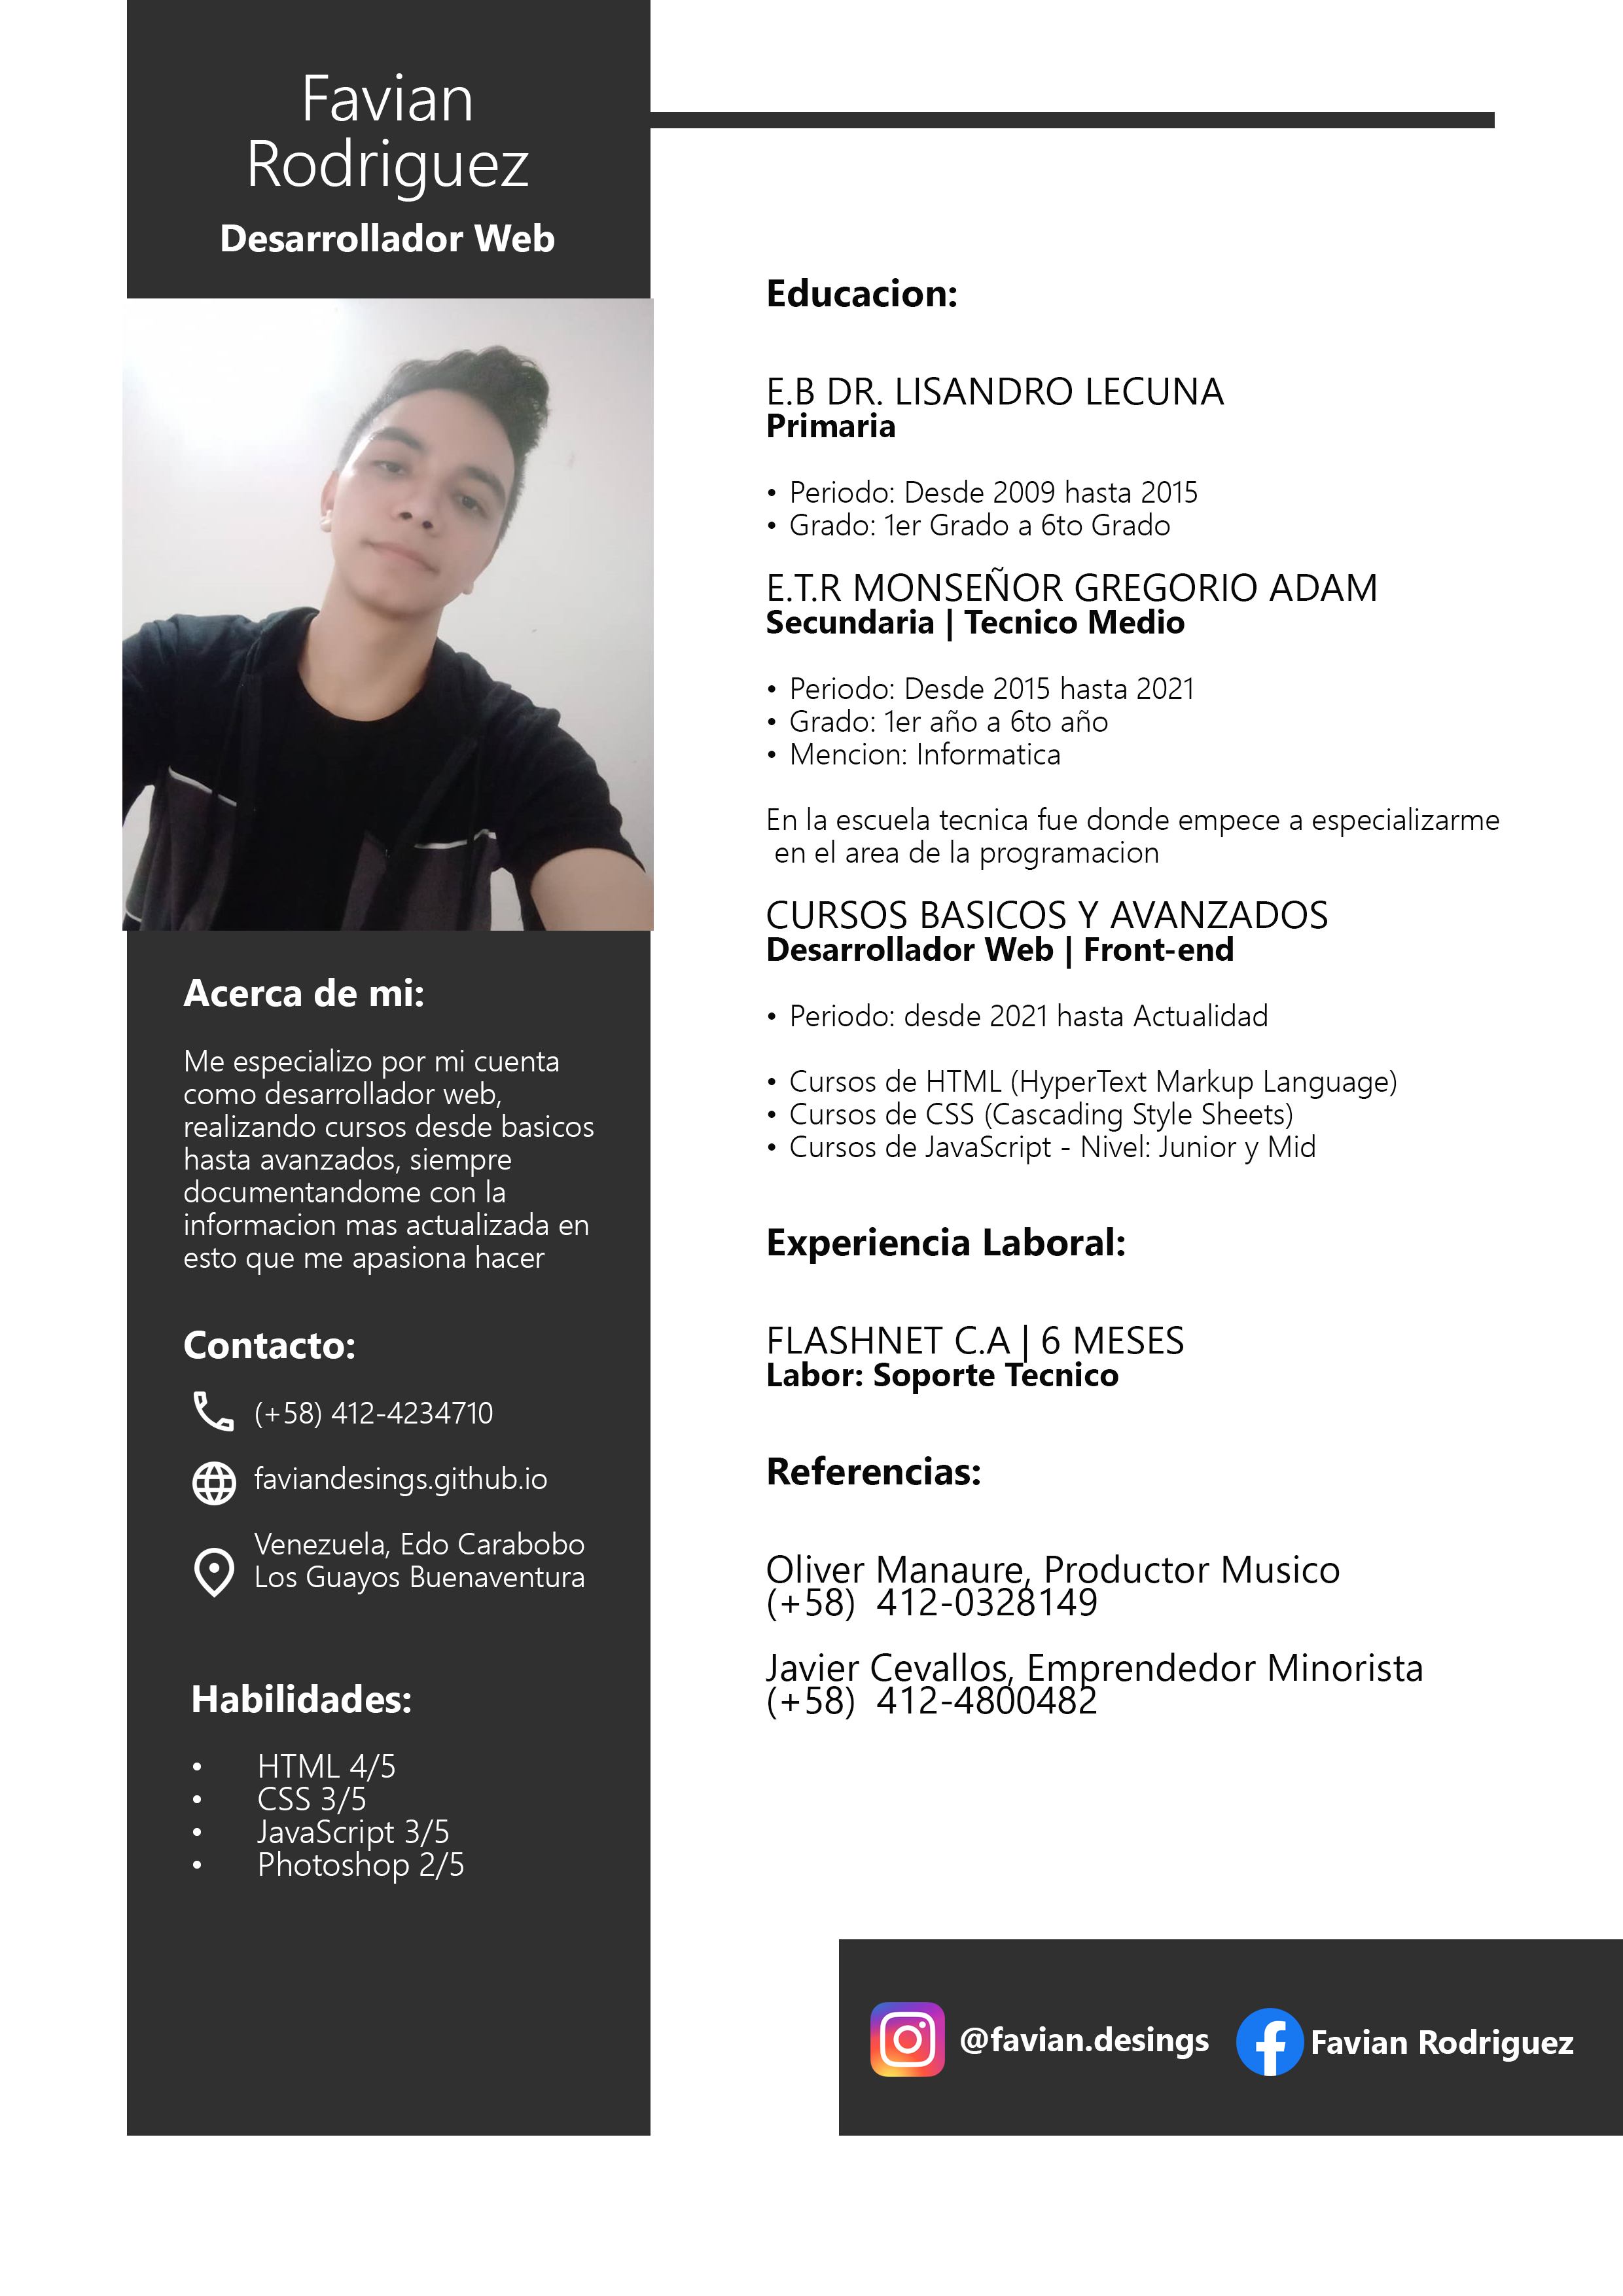 Favian
Rodriguez
Desarrollador Web
Acerca de mi:
Me especializo por mi cuenta
como desarrollador web,
realizando cursos desde basicos
hasta avanzados, siempre
documentandome con la
informacion mas actualizada en
esto que me apasiona hacer
Contacto:
(+58) 412-4234710
faviandesings.github.io
Venezuela, Edo Carabobo
Los Guayos Buenaventura
Habilidades:
• HTML 4/5
• CSS 3/5
• JavaScript 3/5
• Photoshop 2/5
Educacion:
E.B DR. LISANDRO LECUNA
Primaria
• Periodo: Desde 2009 hasta 2015
• Grado: 1er Grado a 6to Grado
E.T.R MONSEÑOR GREGORIO ADAM
Secundaria | Tecnico Medio
• Periodo: Desde 2015 hasta 2021
• Grado: 1er año a 6to año
• Mencion: Informatica
En la escuela tecnica fue donde empece a especializarme
en el area de la programacion
CURSOS BASICOS Y AVANZADOS
Desarrollador Web | Front-end
• Periodo: desde 2021 hasta Actualidad
• Cursos de HTML (HyperText Markup Language)
• Cursos de CSS (Cascading Style Sheets)
• Cursos de JavaScript - Nivel: Junior y Mid
Experiencia Laboral:
FLASHNET C.A | 6 MESES
Labor: Soporte Tecnico
Referencias:
Oliver Manaure, Productor Musico
(+58) 412-0328149
Javier Cevallos, Emprendedor Minorista
(+58) 412-4800482
@favian.desings
Favian Rodriguez